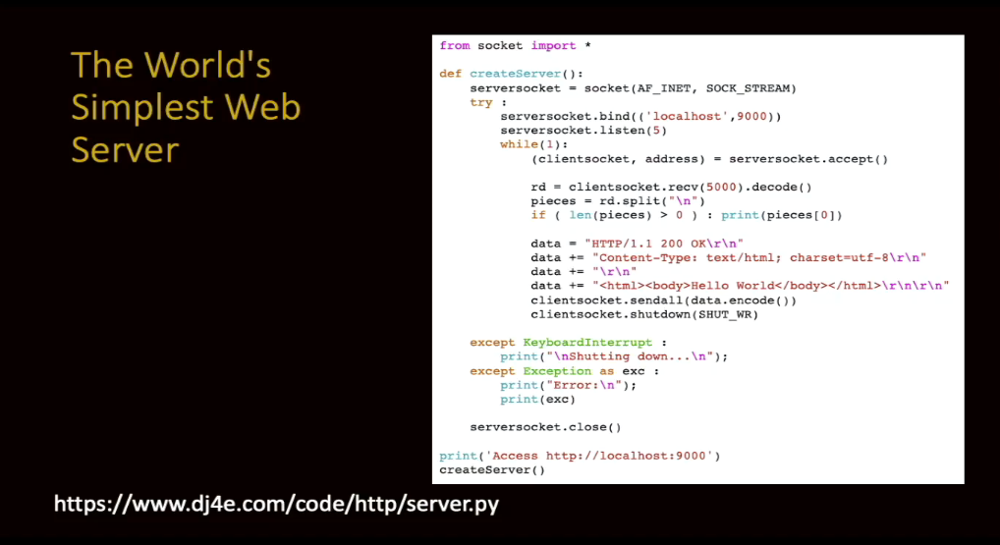 The World's
Simplest Web
Server
from socket import *
def createServer():
    serversocket = socket(AF_INET, SOCK_STREAM)
    try :
        serversocket.bind(('localhost',9000))
        serversocket.listen(5)
        while(1):
            (clientsocket, address) = serversocket.accept()
            rd = clientsocket.recv(5000).decode()
            pieces = rd.split("\n")
            if ( len(pieces) > 0 ) : print(pieces[0])
            data = "HTTP/1.1 200 OK\r\n"
            data += "Content-Type: text/html; charset=utf-8\r\n"
            data += "\r\n"
            data += "<html><body>Hello World</body></html>\r\n\r\n"
            clientsocket.sendall(data.encode())
            clientsocket.shutdown(SHUT_WR)
    except KeyboardInterrupt :
        print("\nShutting down...\n");
    except Exception as exc :
        print("Error:\n");
        print(exc)
    serversocket.close()
print('Access http://localhost:9000')
createServer()
https://www.dj4e.com/code/http/server.py